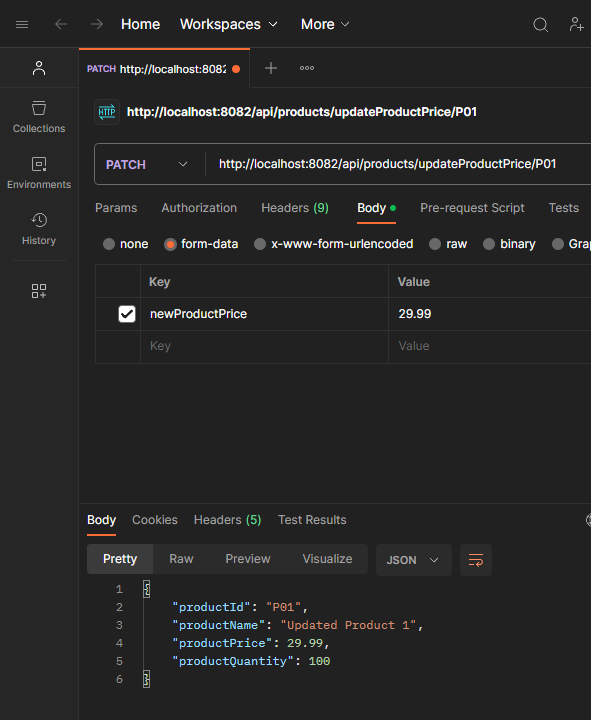 Home Workspaces More
PATCH http://localhost:8082
HTTP http://localhost:8082/api/products/updateProductPrice/P01
Collections
Environments
History
PATCH http://localhost:8082/api/products/updateProductPrice/P01
Params Authorization Headers (9) Body Pre-request Script Tests
none form-data x-www-form-urlencoded raw binary Gra
Key Value
newProductPrice 29.99
Key Value
Body Cookies Headers (5) Test Results
Pretty Raw Preview Visualize JSON
1 {
2 "productId": "P01",
3 "productName": "Updated Product 1",
4 "productPrice": 29.99,
5 "productQuantity": 100
6 }